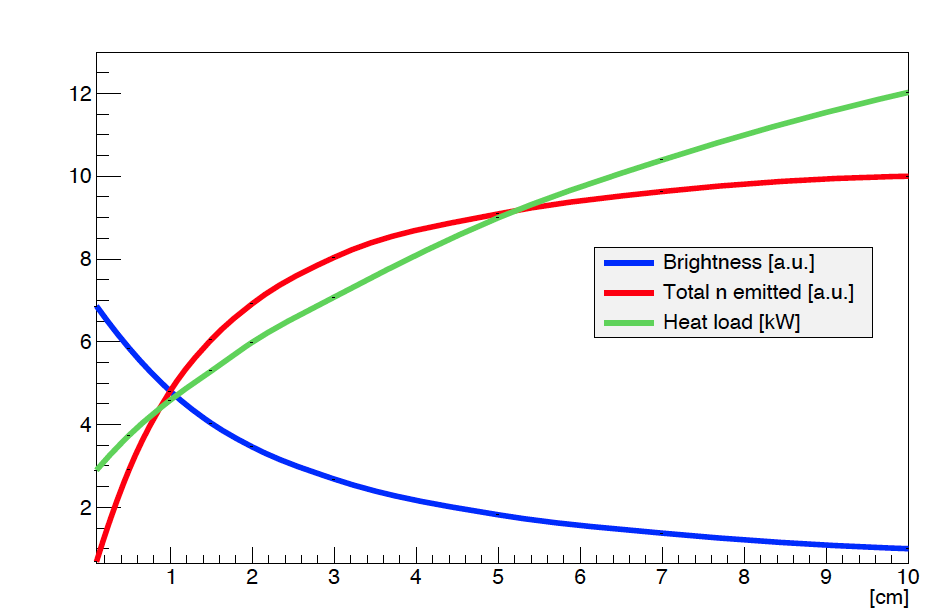 12
10
8
6
4
2
Brightness [a.u.]
Total n emitted [a.u.]
Heat load [kW]
1 2 3 4 5 6 7 8 9 10
[cm]